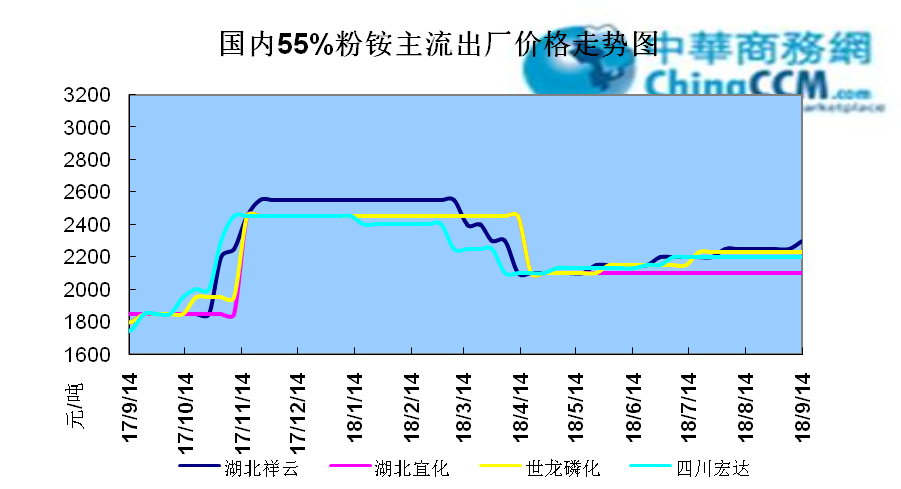 国内55%粉铵主流出厂价格走势图
中華商務網
ChinaCCM.com
marketplace
3200
3000
2800
2600
2400
2200
2000
1800
1600
元/吨
17/9/14
17/10/14
17/11/14
17/12/14
18/1/14
18/2/14
18/3/14
18/4/14
18/5/14
18/6/14
18/7/14
18/8/14
18/9/14
湖北祥云
湖北宜化
世龙磷化
四川宏达